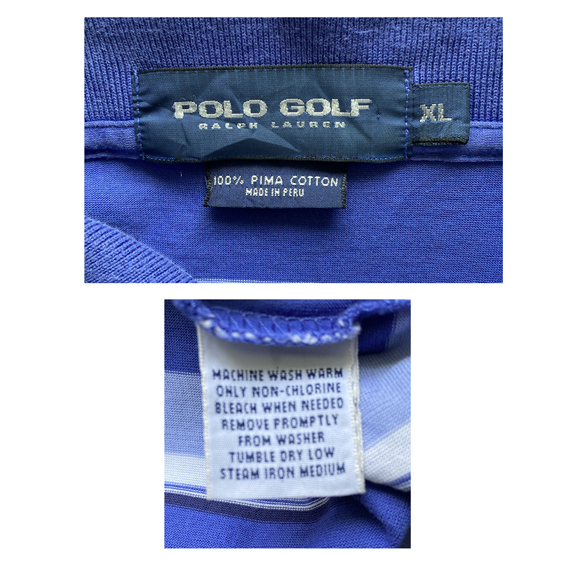 POLO GOLF
RALPH LAUREN
XL
100% PIMA COTTON
MADE IN PERU
MACHINE WASH WARM
ONLY NON-CHLORINE
BLEACH WHEN NEEDED
REMOVE PROMPTLY
FROM WASHER
TUMBLE DRY LOW
STEAM IRON MEDIUM